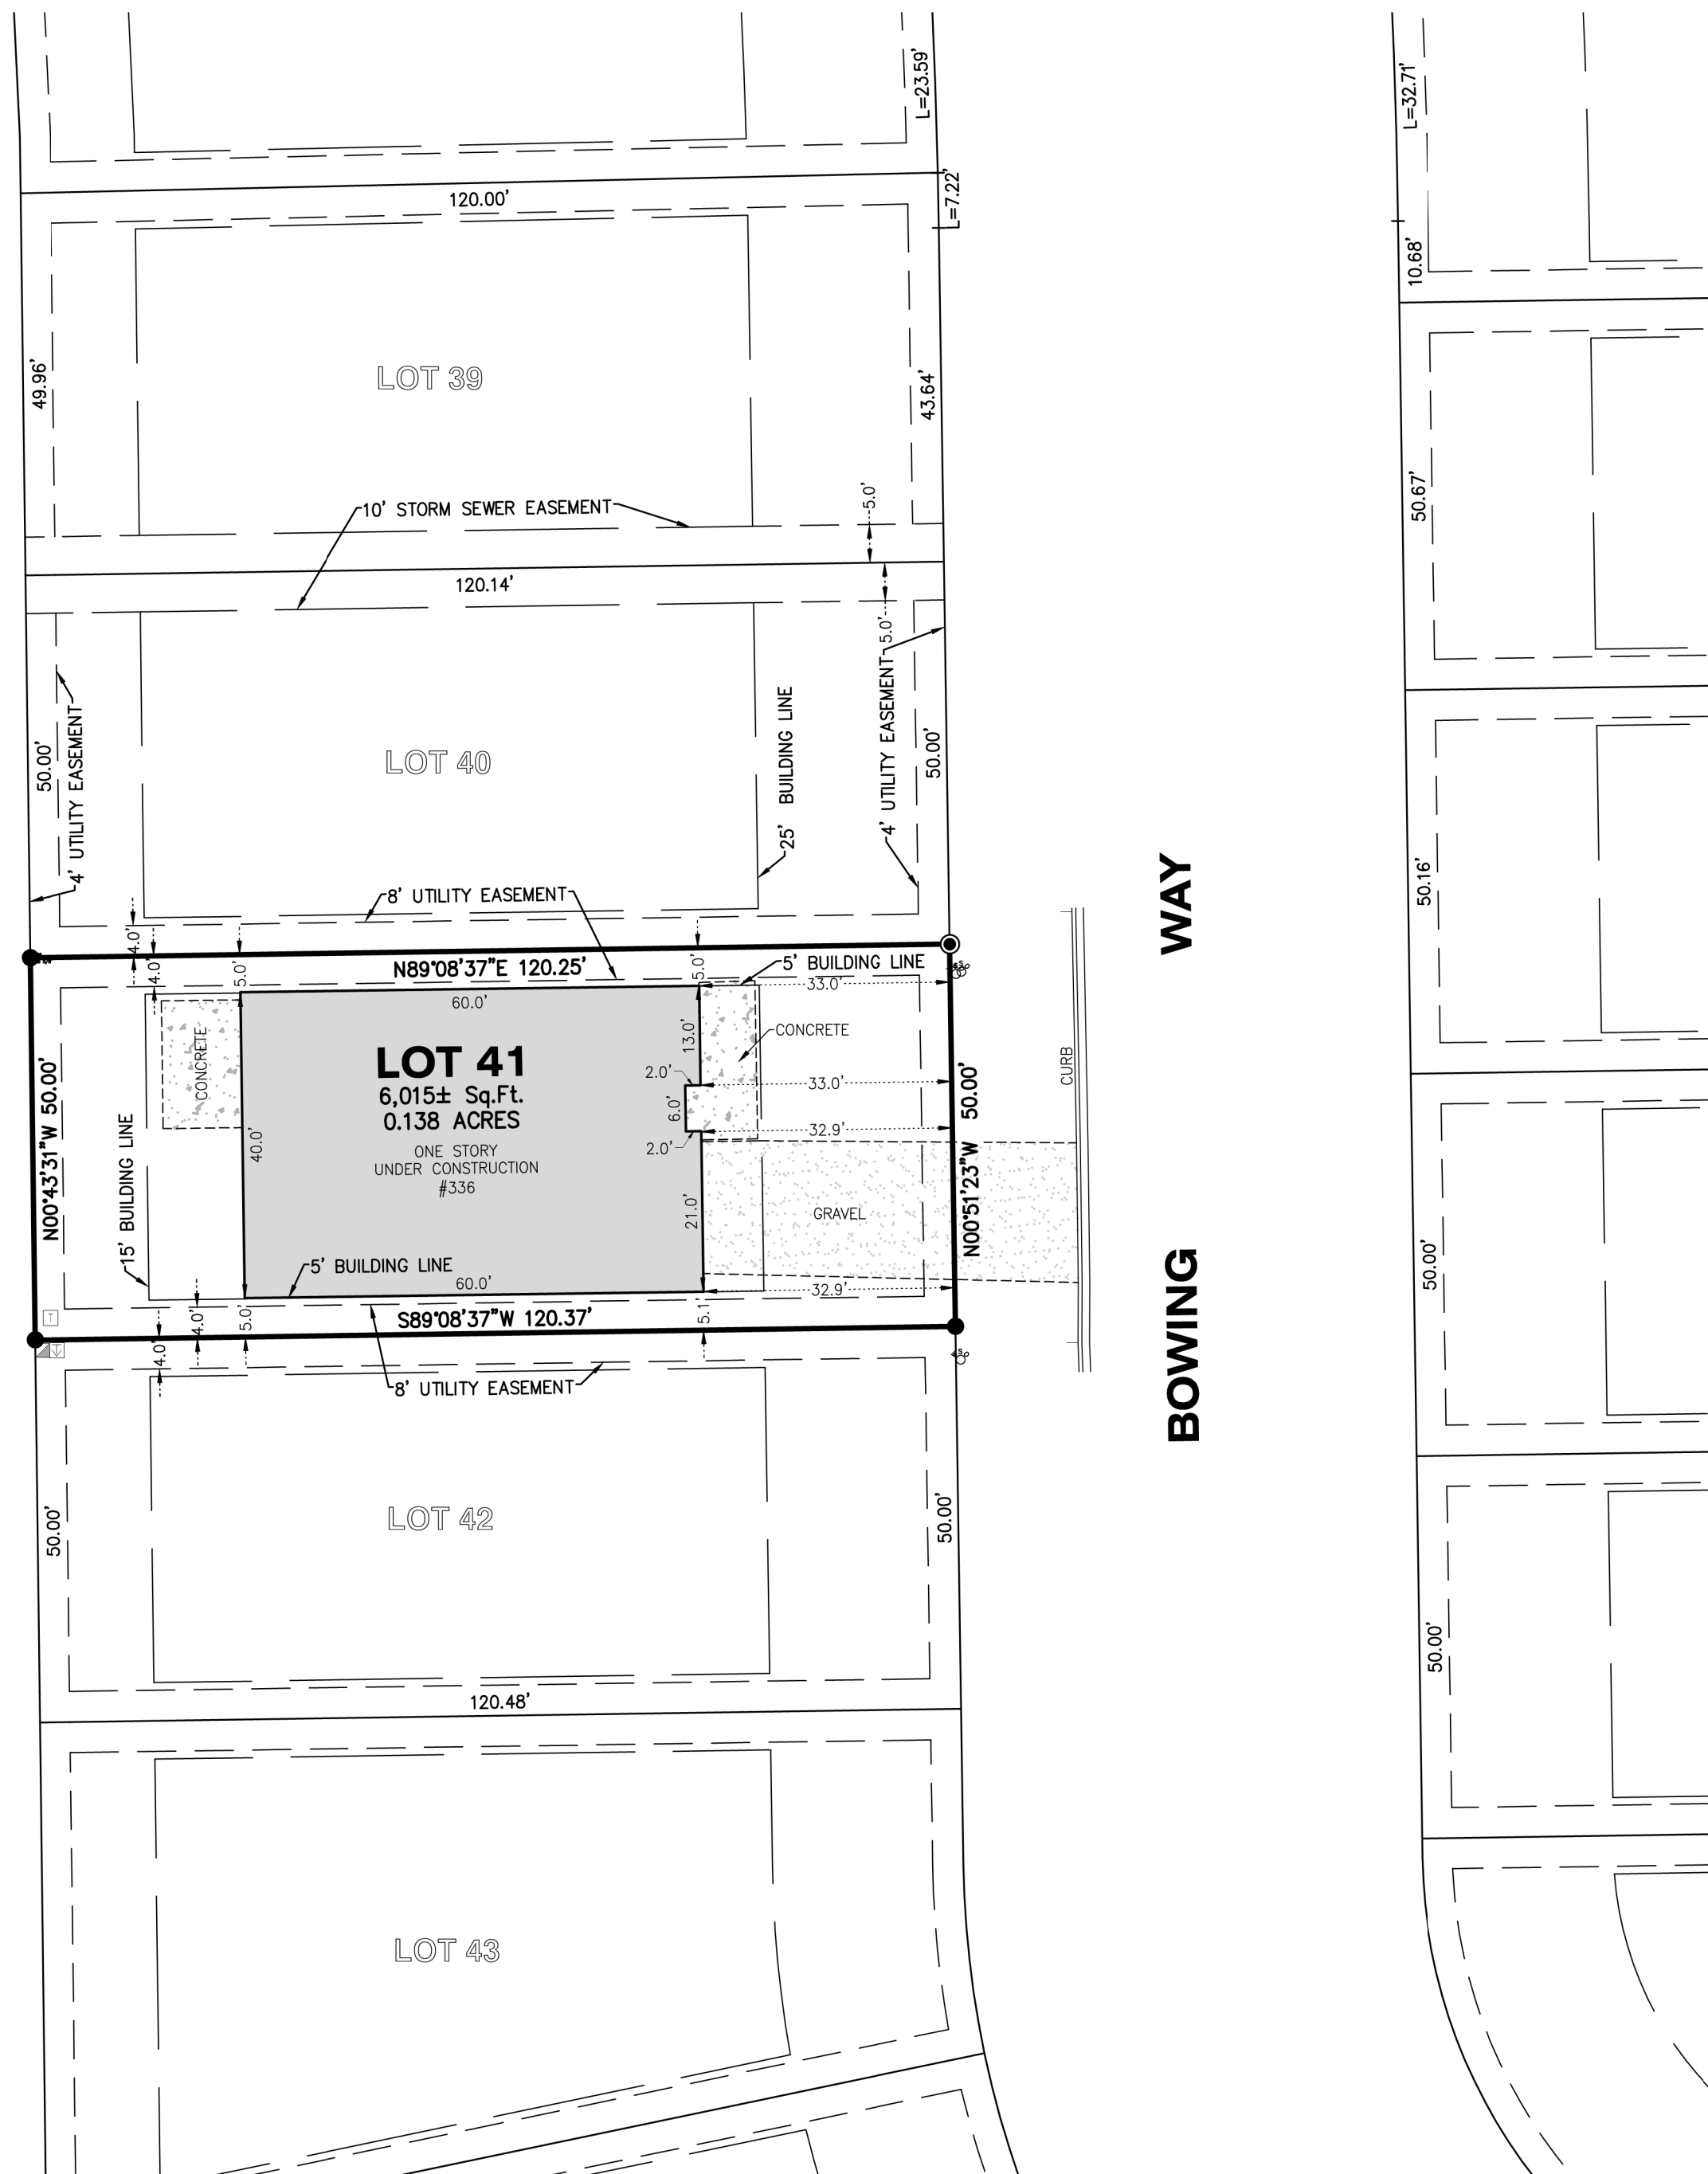 L=23.59'
L=32.71'
120.00'
L=7.22'
10.68'
49.96'
LOT 39
43.64'
50.67'
10' STORM SEWER EASEMENT
5.0'
120.14'
5.0'
4' UTILITY EASEMENT
50.00'
LOT 40
25' BUILDING LINE
4' UTILITY EASEMENT
50.00'
50.16'
8' UTILITY EASEMENT
WAY
4.0'
4.0'
5.0'
N89°08'37"E 120.25'
5.0'
5' BUILDING LINE
33.0'
60.0'
CONCRETE
13.0'
CONCRETE
LOT 41
6,015± Sq.Ft.
0.138 ACRES
ONE STORY
UNDER CONSTRUCTION
#336
2.0'
6.0'
2.0'
33.0'
32.9'
CURB
N00°43'31"W 50.00'
15' BUILDING LINE
40.0'
21.0'
GRAVEL
N00°51'23"W 50.00'
50.00'
5' BUILDING LINE
60.0'
32.9'
4.0'
5.0'
S89°08'37"W 120.37'
5.1'
4.0'
8' UTILITY EASEMENT
BOWING
50.00'
LOT 42
50.00'
50.00'
120.48'
LOT 43